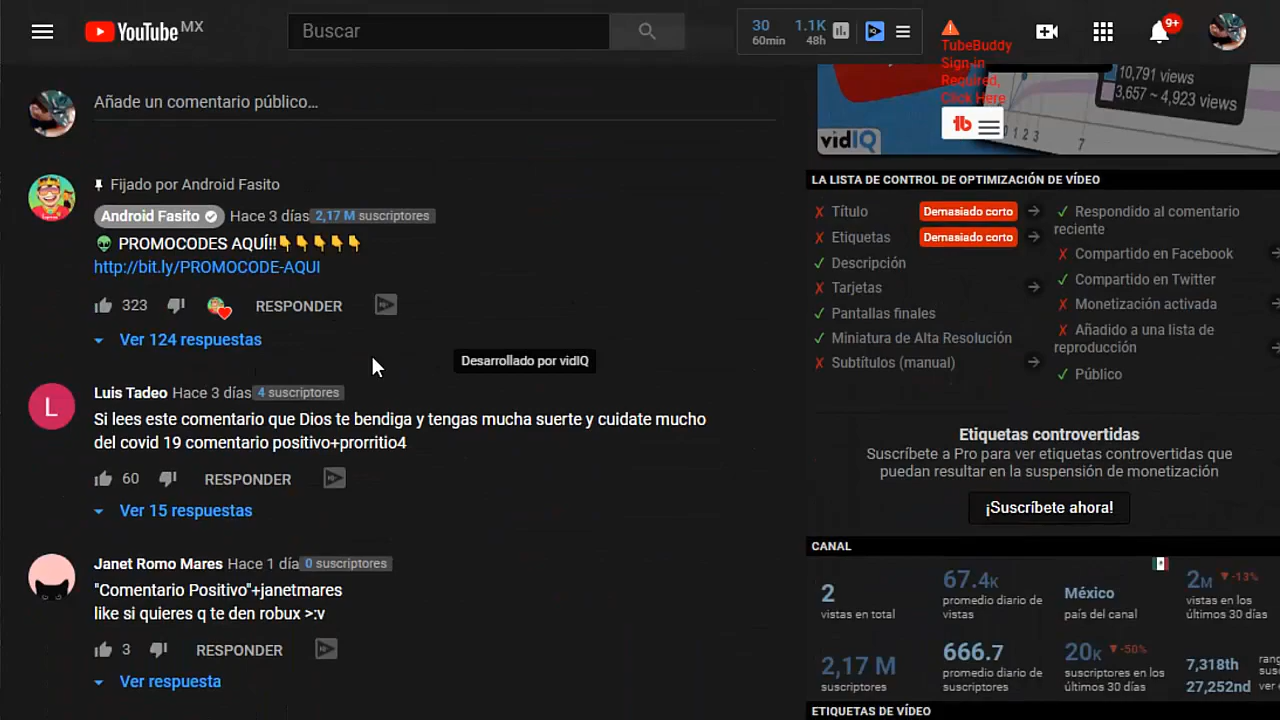 YouTube MX
Buscar
30
60min
1.1K
48h
TubeBuddy
Sign-in
Required,
Click Here
9+
Añade un comentario público...
Fijado por Android Fasito
Android Fasito Hace 3 días 2,17 M suscriptores
👽 PROMOCODES AQUÍ!!👇👇👇👇👇
http://bit.ly/PROMOCODE-AQUI
323 RESPONDER
Ver 124 respuestas
Desarrollado por vidIQ
L
Luis Tadeo Hace 3 días 4 suscriptores
Si lees este comentario que Dios te bendiga y tengas mucha suerte y cuidate mucho
del covid 19 comentario positivo+prorritio4
60 RESPONDER
Ver 15 respuestas
Janet Romo Mares Hace 1 día 0 suscriptores
"Comentario Positivo"+janetmares
like si quieres q te den robux >:v
3 RESPONDER
Ver respuesta
10,791 views
3,657 ~ 4,923 views
0 1 2 3
7
vidIQ
tb
LA LISTA DE CONTROL DE OPTIMIZACIÓN DE VÍDEO
Título Demasiado corto
Etiquetas Demasiado corto
Descripción
Tarjetas
Pantallas finales
Miniatura de Alta Resolución
Subtítulos (manual)
Respondido al comentario
reciente
Compartido en Facebook
Compartido en Twitter
Monetización activada
Añadido a una lista de
reproducción
Público
Etiquetas controvertidas
Suscríbete a Pro para ver etiquetas controvertidas que
puedan resultar en la suspensión de monetización
¡Suscríbete ahora!
CANAL
2
vistas en total
67.4K
promedio diario de
vistas
México
país del canal
2M ▼-13%
vistas en los
últimos 30 días
2,17 M
suscriptores
666.7
promedio diario de
suscriptores
20K ▼-50%
suscriptores en los
últimos 30 días
7,318th
27,252nd
rang
sus
ver
ETIQUETAS DE VÍDEO